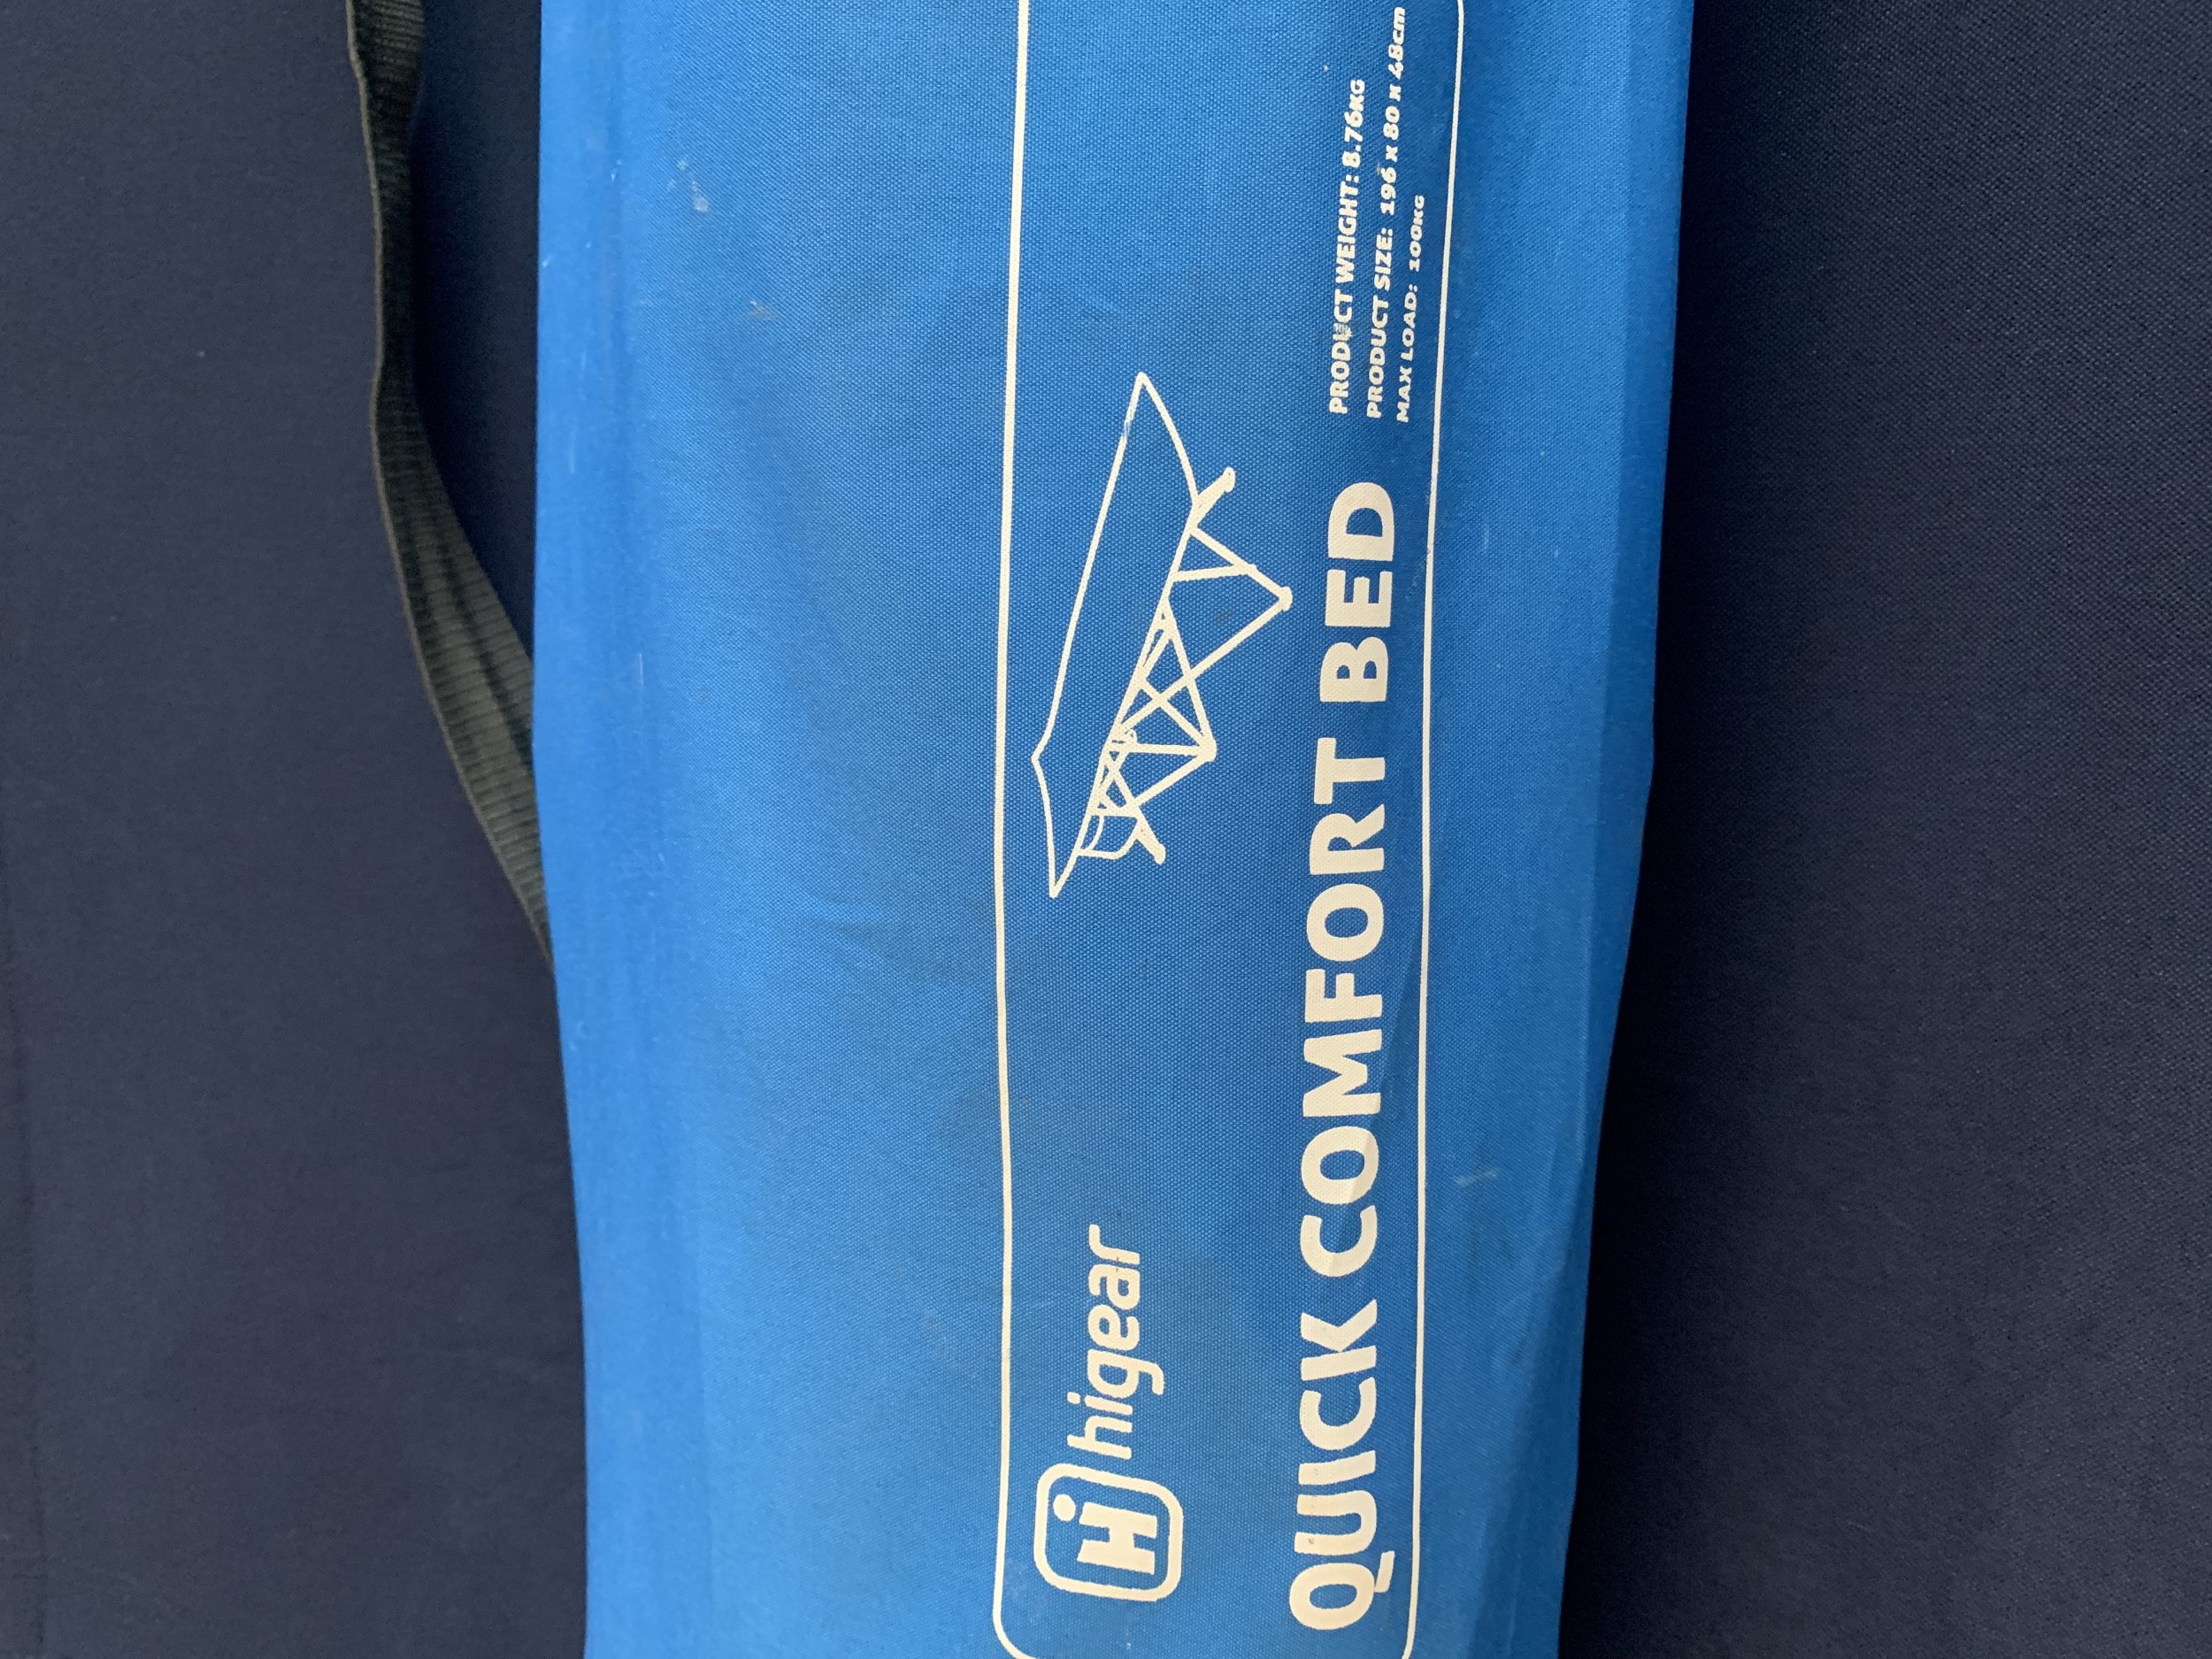 Hi higear
QUICK COMFORT BED
PRODUCT WEIGHT: 8.76KG
PRODUCT SIZE: 196 x 80 x 48cm
MAX LOAD: 100KG